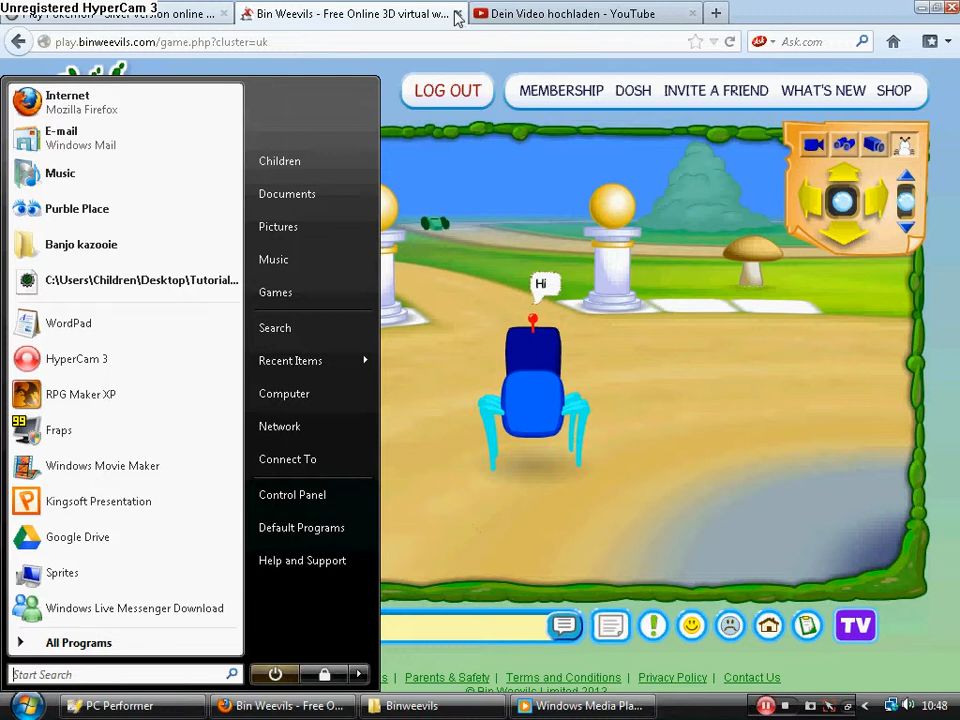 Unregistered HyperCam 3
Bin Weevils - Free Online 3D virtual w...
Dein Video hochladen - YouTube
play.binweevils.com/game.php?cluster=uk
Ask.com
LOG OUT
MEMBERSHIP DOSH INVITE A FRIEND WHAT'S NEW SHOP
Internet
Mozilla Firefox
E-mail
Windows Mail
Music
Purble Place
Banjo kazooie
C:\Users\Children\Desktop\Tutorial...
WordPad
HyperCam 3
RPG Maker XP
99
Fraps
Windows Movie Maker
Kingsoft Presentation
Google Drive
Sprites
Windows Live Messenger Download
All Programs
Start Search
Children
Documents
Pictures
Music
Games
Search
Recent Items
Computer
Network
Connect To
Control Panel
Default Programs
Help and Support
Hi
TV
Parents & Safety Terms and Conditions Privacy Policy Contact Us
© Bin Weevils Limited 2013
PC Performer
Bin Weevils - Free O...
Binweevils
Windows Media Pla...
10:48